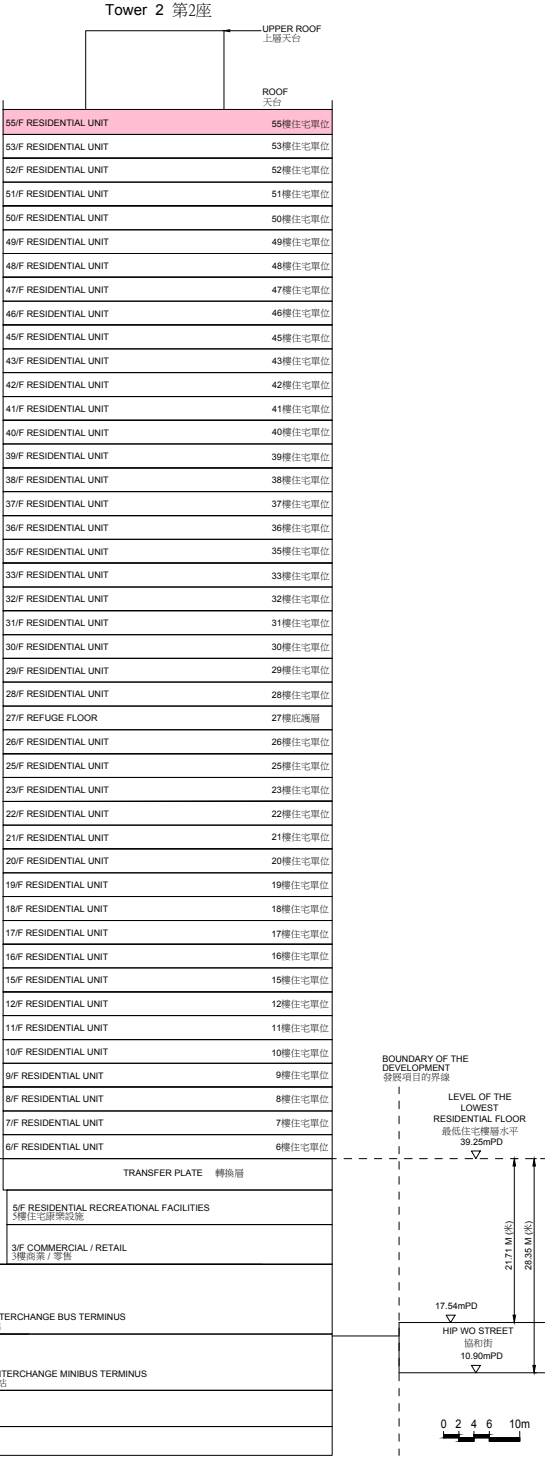 Tower 2 第2座
UPPER ROOF
上層天台
ROOF
天台
55/F RESIDENTIAL UNIT 55樓住宅單位
53/F RESIDENTIAL UNIT 53樓住宅單位
52/F RESIDENTIAL UNIT 52樓住宅單位
51/F RESIDENTIAL UNIT 51樓住宅單位
50/F RESIDENTIAL UNIT 50樓住宅單位
49/F RESIDENTIAL UNIT 49樓住宅單位
48/F RESIDENTIAL UNIT 48樓住宅單位
47/F RESIDENTIAL UNIT 47樓住宅單位
46/F RESIDENTIAL UNIT 46樓住宅單位
45/F RESIDENTIAL UNIT 45樓住宅單位
43/F RESIDENTIAL UNIT 43樓住宅單位
42/F RESIDENTIAL UNIT 42樓住宅單位
41/F RESIDENTIAL UNIT 41樓住宅單位
40/F RESIDENTIAL UNIT 40樓住宅單位
39/F RESIDENTIAL UNIT 39樓住宅單位
38/F RESIDENTIAL UNIT 38樓住宅單位
37/F RESIDENTIAL UNIT 37樓住宅單位
36/F RESIDENTIAL UNIT 36樓住宅單位
35/F RESIDENTIAL UNIT 35樓住宅單位
33/F RESIDENTIAL UNIT 33樓住宅單位
32/F RESIDENTIAL UNIT 32樓住宅單位
31/F RESIDENTIAL UNIT 31樓住宅單位
30/F RESIDENTIAL UNIT 30樓住宅單位
29/F RESIDENTIAL UNIT 29樓住宅單位
28/F RESIDENTIAL UNIT 28樓住宅單位
27/F REFUGE FLOOR 27樓庇護層
26/F RESIDENTIAL UNIT 26樓住宅單位
25/F RESIDENTIAL UNIT 25樓住宅單位
23/F RESIDENTIAL UNIT 23樓住宅單位
22/F RESIDENTIAL UNIT 22樓住宅單位
21/F RESIDENTIAL UNIT 21樓住宅單位
20/F RESIDENTIAL UNIT 20樓住宅單位
19/F RESIDENTIAL UNIT 19樓住宅單位
18/F RESIDENTIAL UNIT 18樓住宅單位
17/F RESIDENTIAL UNIT 17樓住宅單位
16/F RESIDENTIAL UNIT 16樓住宅單位
15/F RESIDENTIAL UNIT 15樓住宅單位
12/F RESIDENTIAL UNIT 12樓住宅單位
11/F RESIDENTIAL UNIT 11樓住宅單位
10/F RESIDENTIAL UNIT 10樓住宅單位
9/F RESIDENTIAL UNIT 9樓住宅單位
8/F RESIDENTIAL UNIT 8樓住宅單位
7/F RESIDENTIAL UNIT 7樓住宅單位
6/F RESIDENTIAL UNIT 6樓住宅單位
BOUNDARY OF THE
DEVELOPMENT
發展項目的界線
LEVEL OF THE
LOWEST
RESIDENTIAL FLOOR
最低住宅樓層水平
39.25mPD
TRANSFER PLATE 轉換層
5/F RESIDENTIAL RECREATIONAL FACILITIES
5樓住宅康樂設施
3/F COMMERCIAL / RETAIL
3樓商業 / 零售
21.71 M (米)
28.35 M (米)
TERCHANGE BUS TERMINUS
17.54mPD
HIP WO STREET
協和街
10.90mPD
TERCHANGE MINIBUS TERMINUS
站
0 2 4 6 10m